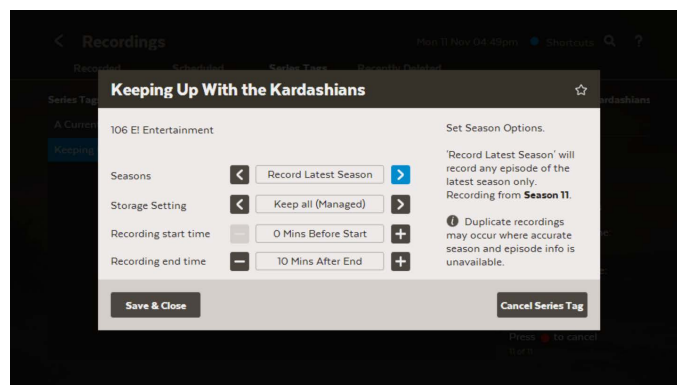 Recordings
Mon 11 Nov 04:49pm Shortcuts ?
Recorded Scheduled Series Tags Recently Deleted
Keeping Up With the Kardashians
Series Tag
ardashians
A Curren
Keeping
106 E! Entertainment
Set Season Options.
'Record Latest Season' will
record any episode of the
latest season only.
Recording from Season 11.
Seasons < Record Latest Season >
Storage Setting < Keep all (Managed) >
Recording start time − 0 Mins Before Start +
Recording end time − 10 Mins After End +
i Duplicate recordings
may occur where accurate
season and episode info is
unavailable.
Save & Close
Cancel Series Tag
Press to cancel